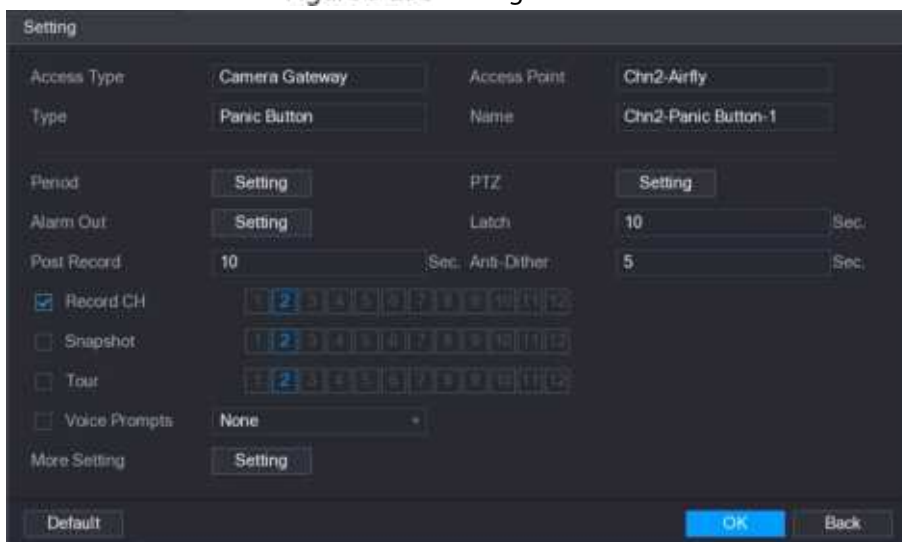 Setting
Access Type Camera Gateway Access Point Chn2-Airfly
Type Panic Button Name Chn2-Panic Button-1
Period Setting PTZ Setting
Alarm Out Setting Latch 10 Sec.
Post Record 10 Sec. Anti-Dither 5 Sec.
Record CH 1 2 3 4 5 6 7 8 9 10 11 12
Snapshot 1 2 3 4 5 6 7 8 9 10 11 12
Tour 1 2 3 4 5 6 7 8 9 10 11 12
Voice Prompts None
More Setting Setting
Default OK Back